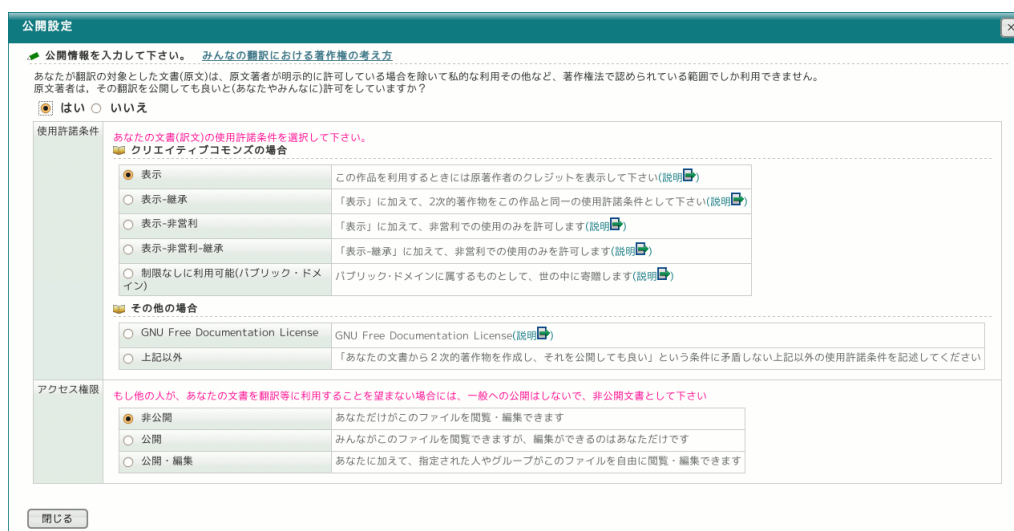 公開設定
公開情報を入力して下さい。 みんなの翻訳における著作権の考え方
あなたが翻訳の対象とした文書(原文)は、原文著者が明示的に許可している場合を除いて私的な利用その他など、著作権法で認められている範囲でしか利用できません。
原文著者は，その翻訳を公開しても良いと(あなたやみんなに)許可をしていますか？
はい いいえ
使用許諾条件
あなたの文書(訳文)の使用許諾条件を選択して下さい。
クリエイティブコモンズの場合
表示 この作品を利用するときには原著作者のクレジットを表示して下さい(説明)
表示-継承 「表示」に加えて、2次的著作物をこの作品と同一の使用許諾条件として下さい(説明)
表示-非営利 「表示」に加えて、非営利での使用のみを許可します(説明)
表示-非営利-継承 「表示-継承」に加えて、非営利での使用のみを許可します(説明)
制限なしに利用可能(パブリック・ドメ
イン) パブリック・ドメインに属するものとして、世の中に寄贈します(説明)
その他の場合
GNU Free Documentation License GNU Free Documentation License(説明)
上記以外 「あなたの文書から２次的著作物を作成し、それを公開しても良い」という条件に矛盾しない上記以外の使用許諾条件を記述してください
アクセス権限
もし他の人が、あなたの文書を翻訳等に利用することを望まない場合には、一般への公開はしないで、非公開文書として下さい
非公開 あなただけがこのファイルを閲覧・編集できます
公開 みんながこのファイルを閲覧できますが、編集ができるのはあなただけです
公開・編集 あなたに加えて、指定された人やグループがこのファイルを自由に閲覧・編集できます
閉じる